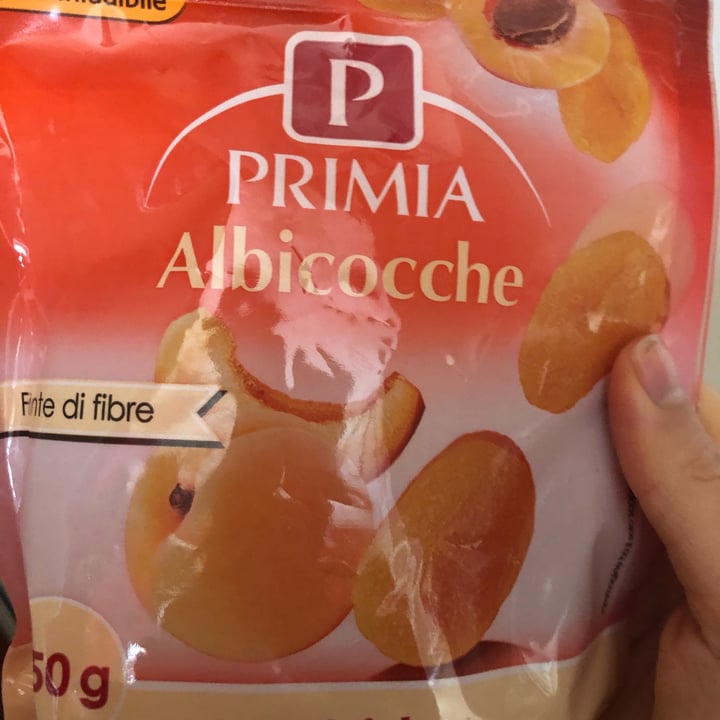 P
PRIMIA
Albicocche
Fonte di fibre
50 g